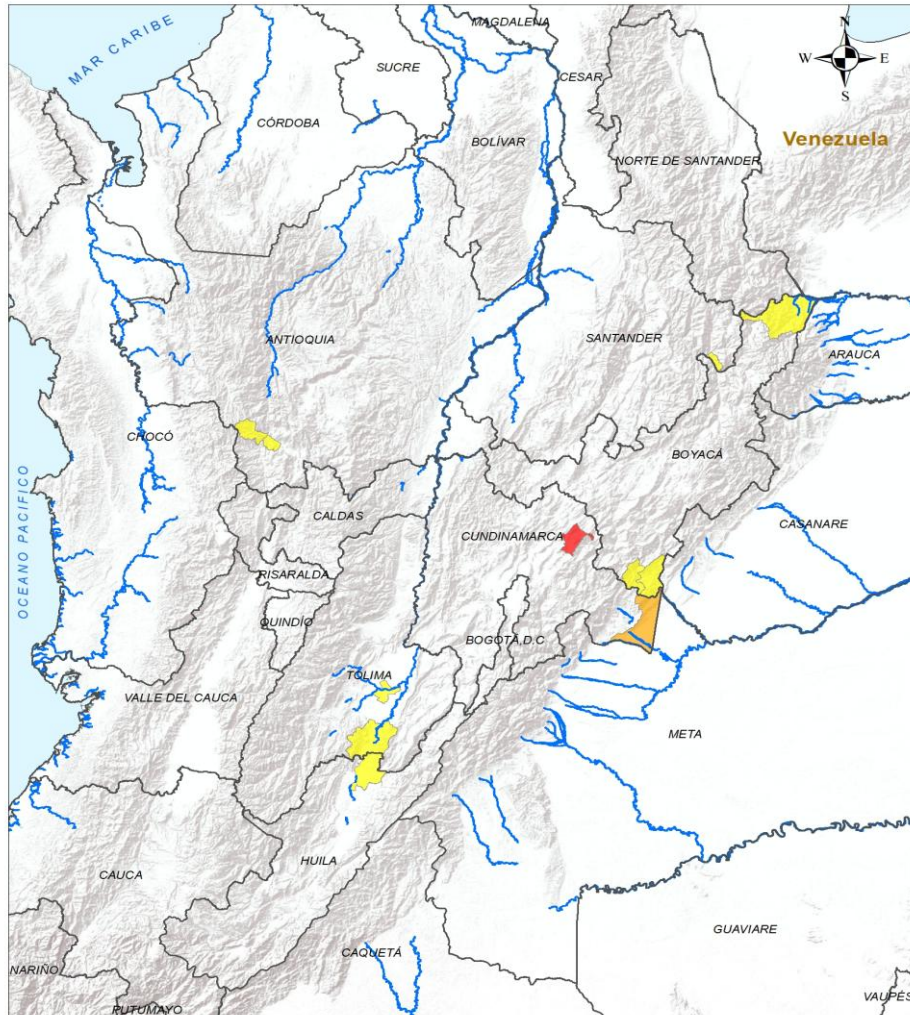 MAGDALENA
N
MAR CARIBE
W
E
SUCRE
CESAR
S
CÓRDOBA
BOLÍVAR
Venezuela
NORTE DE SANTANDER
ANTIOQUIA
SANTANDER
ARAUCA
CHOCÓ
BOYACÁ
OCEANO PACIFICO
CALDAS
CASANARE
CUNDINAMARCA
RISARALDA
QUINDÍO
BOGOTÁ, D.C
TOLIMA
VALLE DEL CAUCA
META
HUILA
CAUCA
GUAVIARE
CAQUETÁ
NARIÑO
VAUPÉS
PUTUMAYO